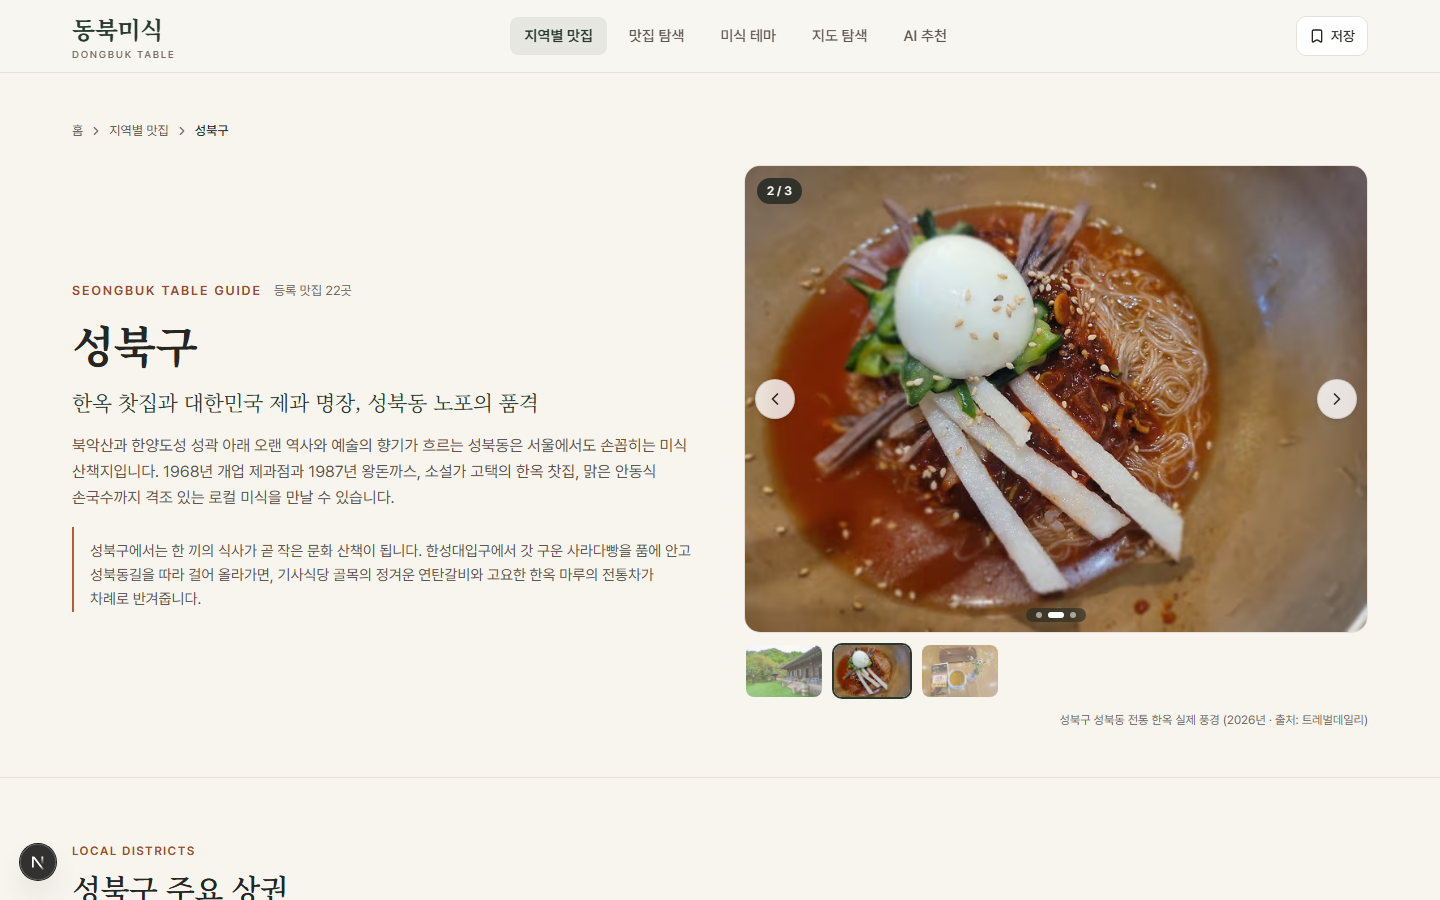 동북미식
DONGBUK TABLE
지역별 맛집
맛집 탐색
미식 테마
지도 탐색
AI 추천
저장
홈 > 지역별 맛집 > 성북구
SEONGBUK TABLE GUIDE 등록 맛집 22곳
성북구
한옥 찻집과 대한민국 제과 명장, 성북동 노포의 품격
북악산과 한양도성 성곽 아래 오랜 역사와 예술의 향기가 흐르는 성북동은 서울에서도 손꼽히는 미식
산책지입니다. 1968년 개업 제과점과 1987년 왕돈까스, 소설가 고택의 한옥 찻집, 맑은 안동식
손국수까지 격조 있는 로컬 미식을 만날 수 있습니다.
성북구에서는 한 끼의 식사가 곧 작은 문화 산책이 됩니다. 한성대입구에서 갓 구운 사라다빵을 품에 안고
성북동길을 따라 걸어 올라가면, 기사식당 골목의 정겨운 연탄갈비와 고요한 한옥 마루의 전통차가
차례로 반겨줍니다.
2 / 3
성북구 성북동 전통 한옥 실제 풍경 (2026년 · 출처: 트레벌데일리)
N
LOCAL DISTRICTS
성북구 주요 상권